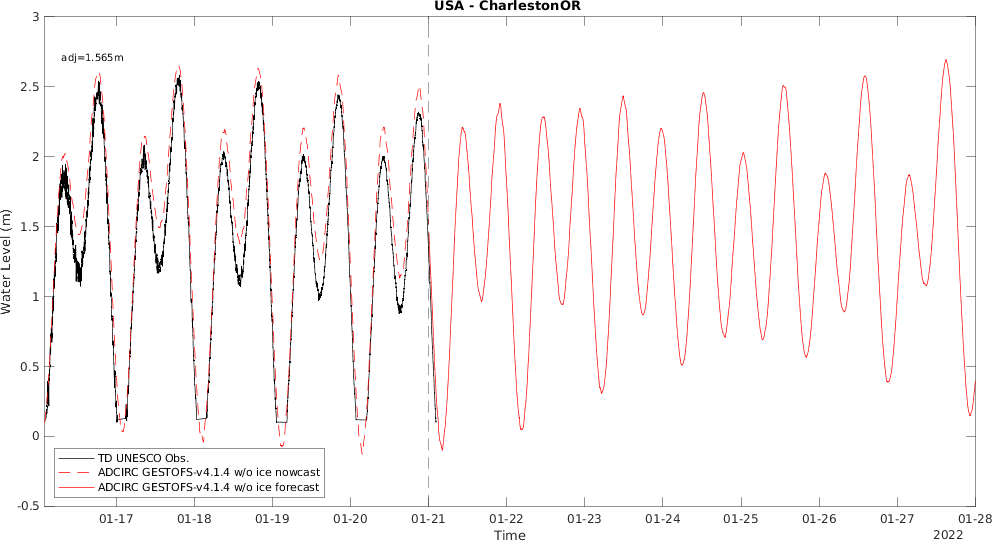 USA - CharlestonOR
3
adj=1.565m
2.5
2
1.5
1
0.5
0
-0.5
Water Level (m)
TD UNESCO Obs.
ADCIRC GESTOFS-v4.1.4 w/o ice nowcast
ADCIRC GESTOFS-v4.1.4 w/o ice forecast
01-17 01-18 01-19 01-20 01-21 01-22 01-23 01-24 01-25 01-26 01-27 01-28
Time
2022